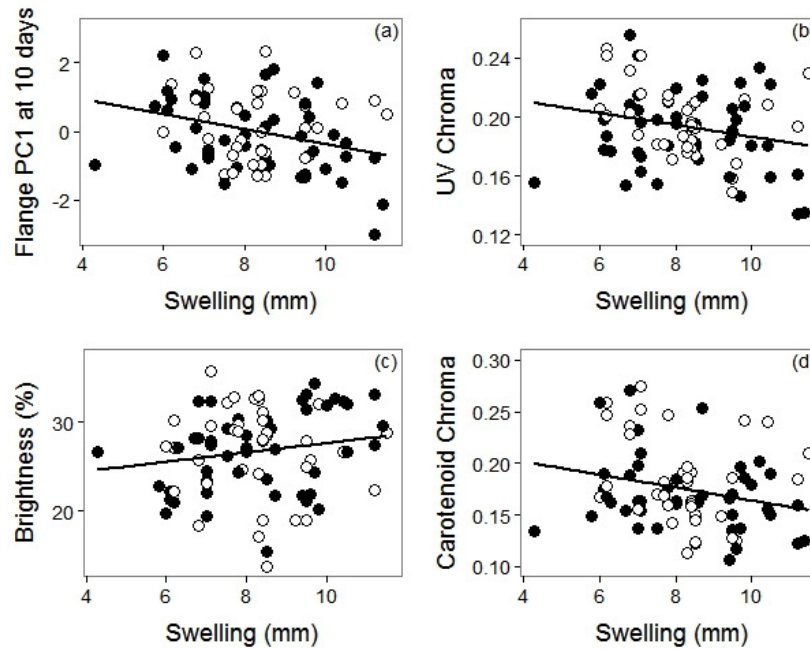 (a)
Flange PC1 at 10 days
2
0
-2
4 6 8 10
Swelling (mm)
(b)
UV Chroma
0.24
0.20
0.16
0.12
4 6 8 10
Swelling (mm)
(c)
Brightness (%)
30
20
4 6 8 10
Swelling (mm)
(d)
Carotenoid Chroma
0.30
0.25
0.20
0.15
0.10
4 6 8 10
Swelling (mm)